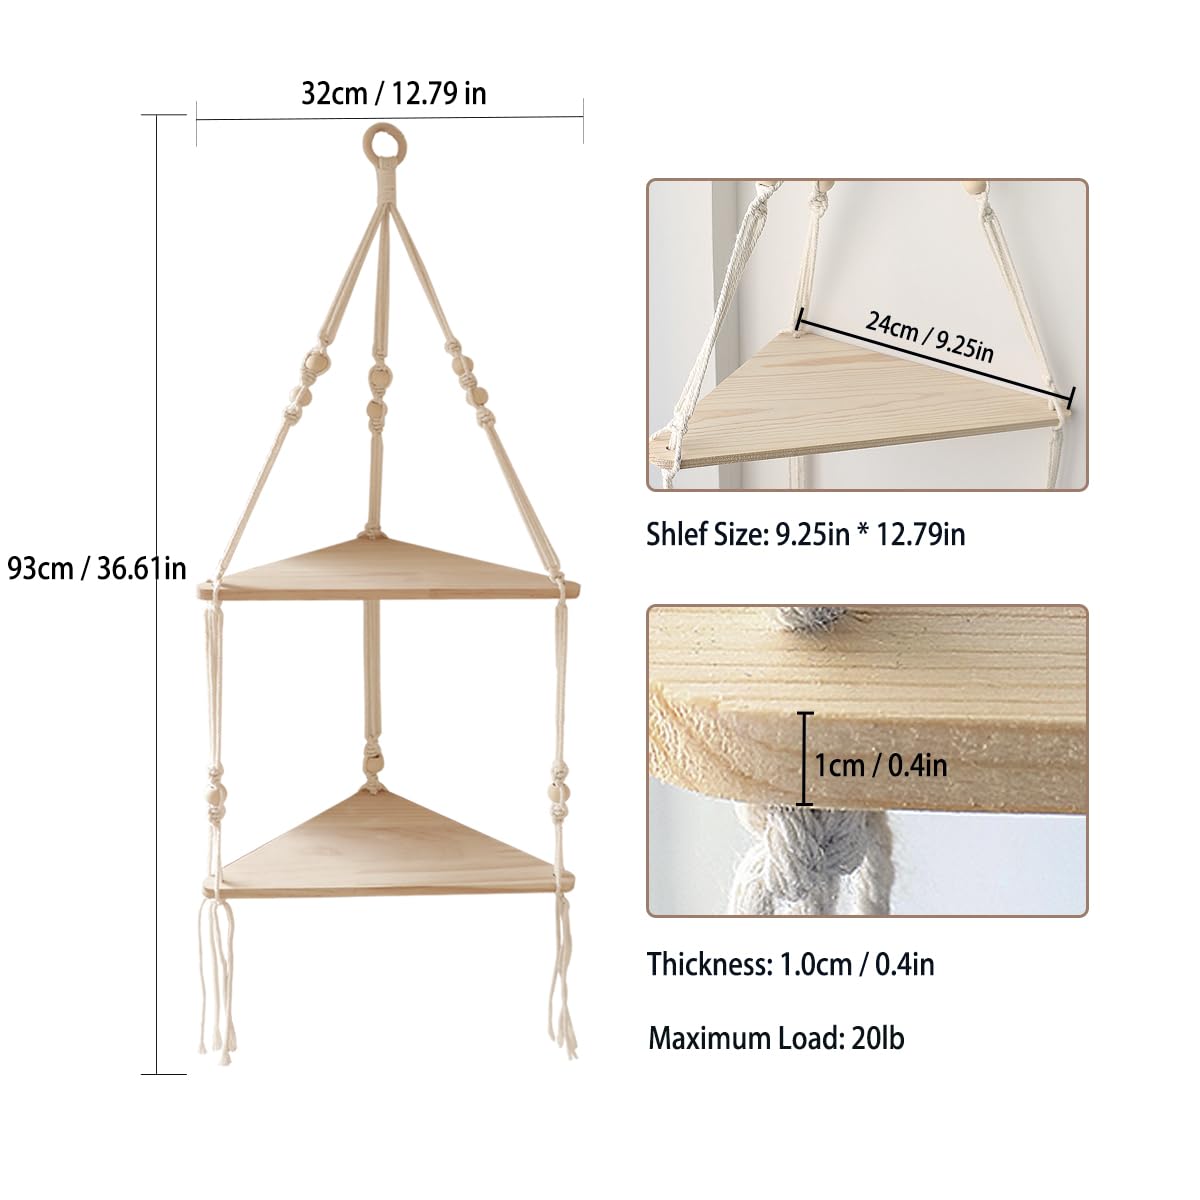 32cm / 12.79 in
93cm / 36.61in
24cm / 9.25in
Shlef Size: 9.25in * 12.79in
1cm / 0.4in
Thickness: 1.0cm / 0.4in
Maximum Load: 20lb